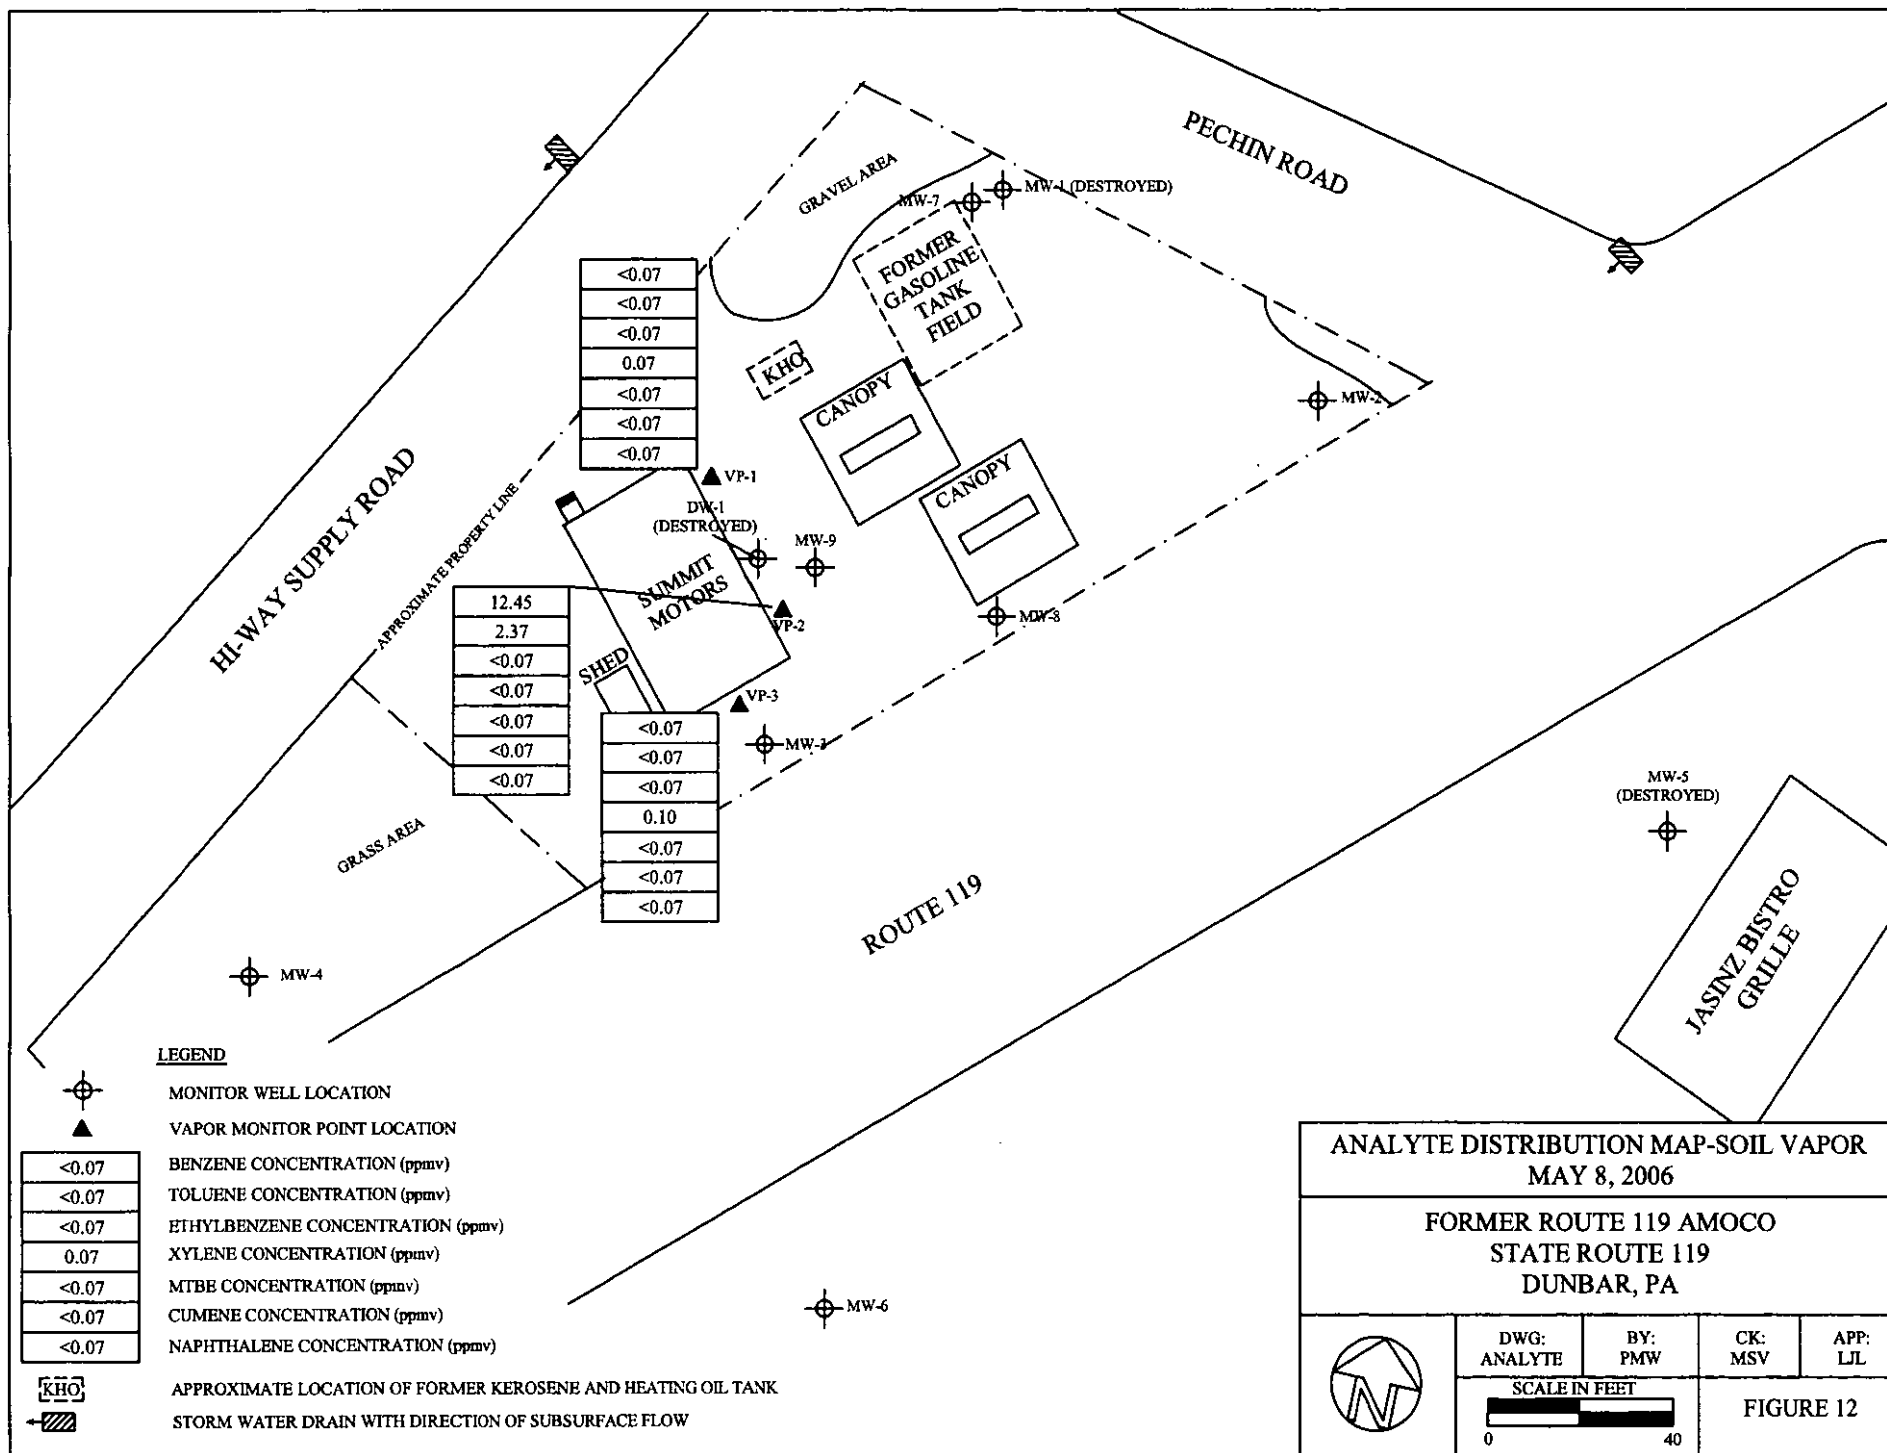 PECHIN ROAD
GRAVEL AREA
MW-7
MW-1 (DESTROYED)
FORMER
GASOLINE
TANK
FIELD
<0.07
<0.07
<0.07
0.07
<0.07
<0.07
<0.07
KHO
CANOPY
MW-2
CANOPY
VP-1
HI-WAY SUPPLY ROAD
APPROXIMATE PROPERTY LINE
DW-1
(DESTROYED)
MW-9
SUMMIT
MOTORS
12.45
2.37
<0.07
<0.07
<0.07
<0.07
<0.07
VP-2
MW-8
SHED
VP-3
MW-3
<0.07
<0.07
<0.07
0.10
<0.07
<0.07
<0.07
GRASS AREA
ROUTE 119
MW-5
(DESTROYED)
JASINZ BISTRO
GRILLE
MW-4
MW-6
LEGEND
MONITOR WELL LOCATION
VAPOR MONITOR POINT LOCATION
<0.07 BENZENE CONCENTRATION (ppmv)
<0.07 TOLUENE CONCENTRATION (ppmv)
<0.07 ETHYLBENZENE CONCENTRATION (ppmv)
0.07 XYLENE CONCENTRATION (ppmv)
<0.07 MTBE CONCENTRATION (ppmv)
<0.07 CUMENE CONCENTRATION (ppmv)
<0.07 NAPHTHALENE CONCENTRATION (ppmv)
KHO APPROXIMATE LOCATION OF FORMER KEROSENE AND HEATING OIL TANK
STORM WATER DRAIN WITH DIRECTION OF SUBSURFACE FLOW
ANALYTE DISTRIBUTION MAP-SOIL VAPOR
MAY 8, 2006
FORMER ROUTE 119 AMOCO
STATE ROUTE 119
DUNBAR, PA
N
DWG:
ANALYTE
BY:
PMW
CK:
MSV
APP:
LJL
SCALE IN FEET
0 40
FIGURE 12